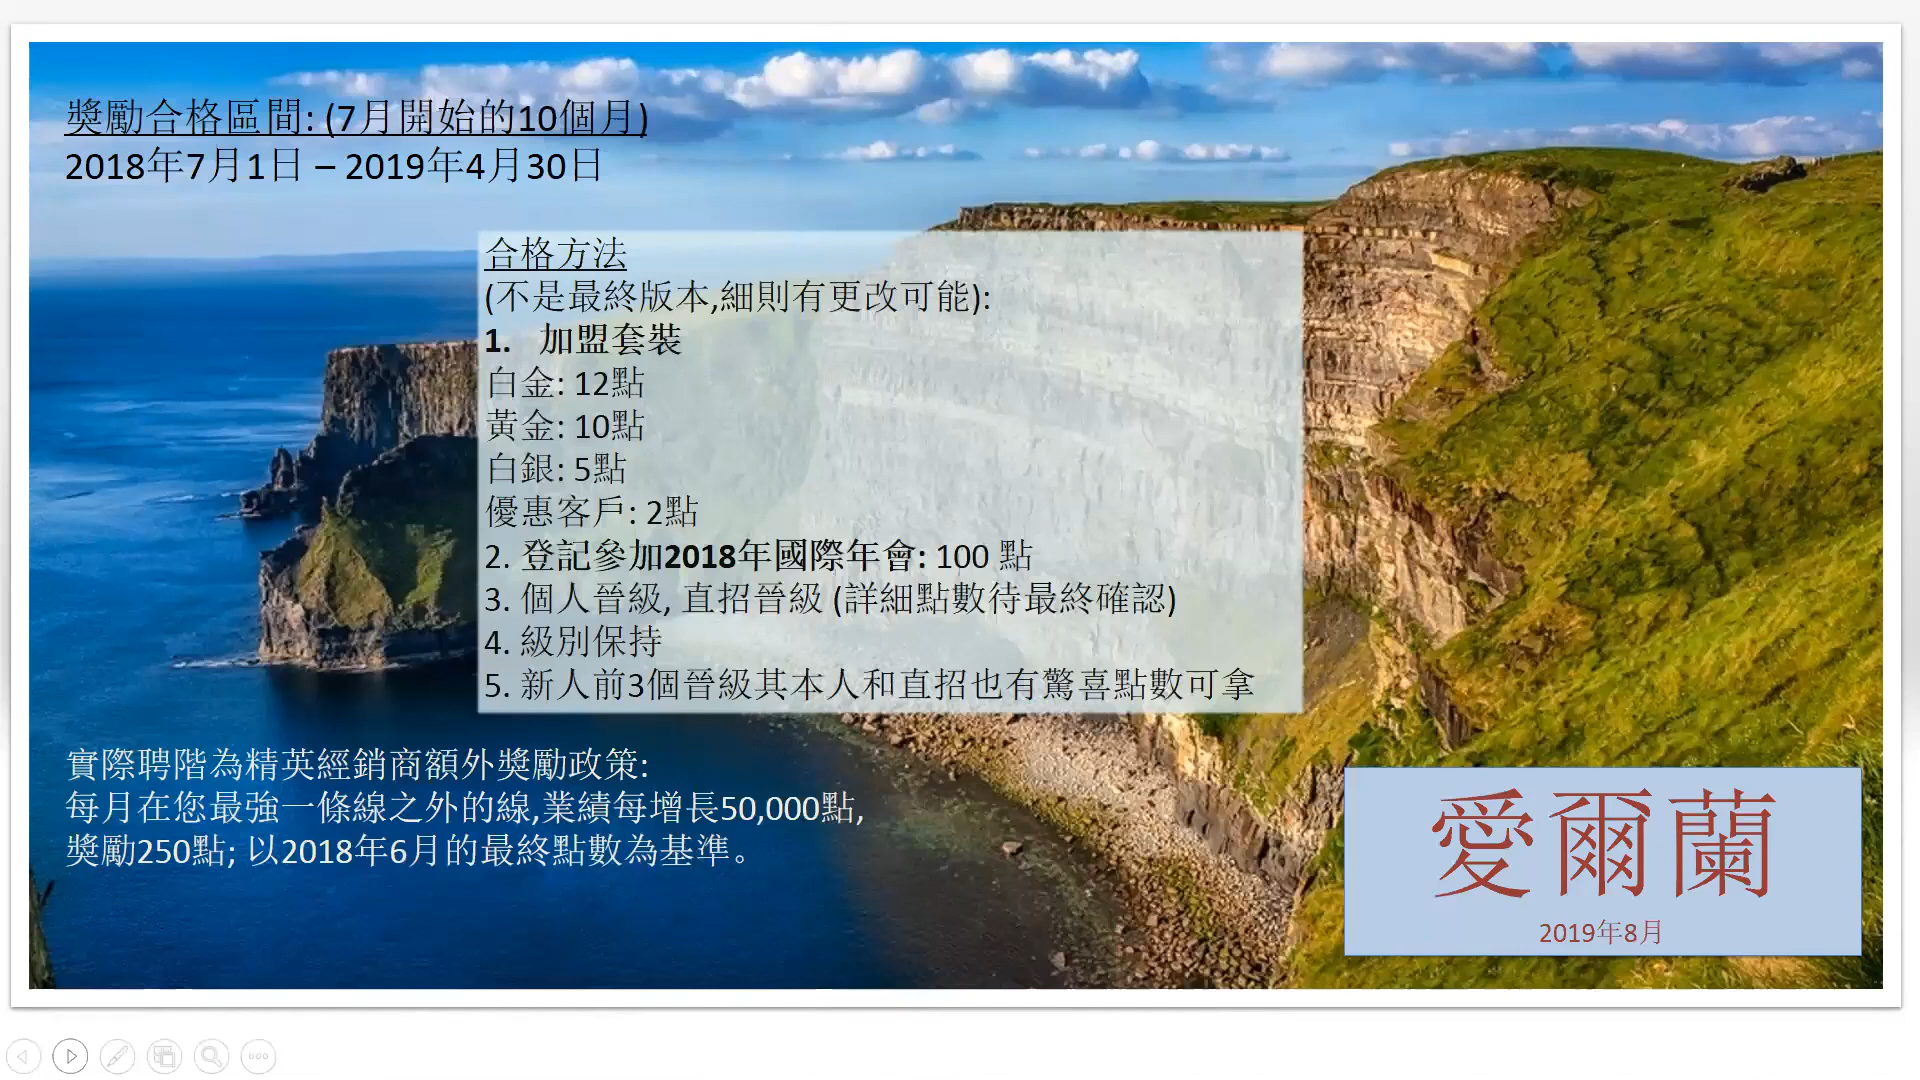 獎勵合格區間: (7月開始的10個月)
2018年7月1日 – 2019年4月30日
合格方法
(不是最終版本,細則有更改可能):
1. 加盟套裝
白金: 12點
黃金: 10點
白銀: 5點
優惠客戶: 2點
2. 登記參加2018年國際年會: 100 點
3. 個人晉級, 直招晉級 (詳細點數待最終確認)
4. 級別保持
5. 新人前3個晉級其本人和直招也有驚喜點數可拿
實際聘階為精英經銷商額外獎勵政策:
每月在您最強一條線之外的線,業績每增長50,000點,
獎勵250點; 以2018年6月的最終點數為基準。
愛爾蘭
2019年8月